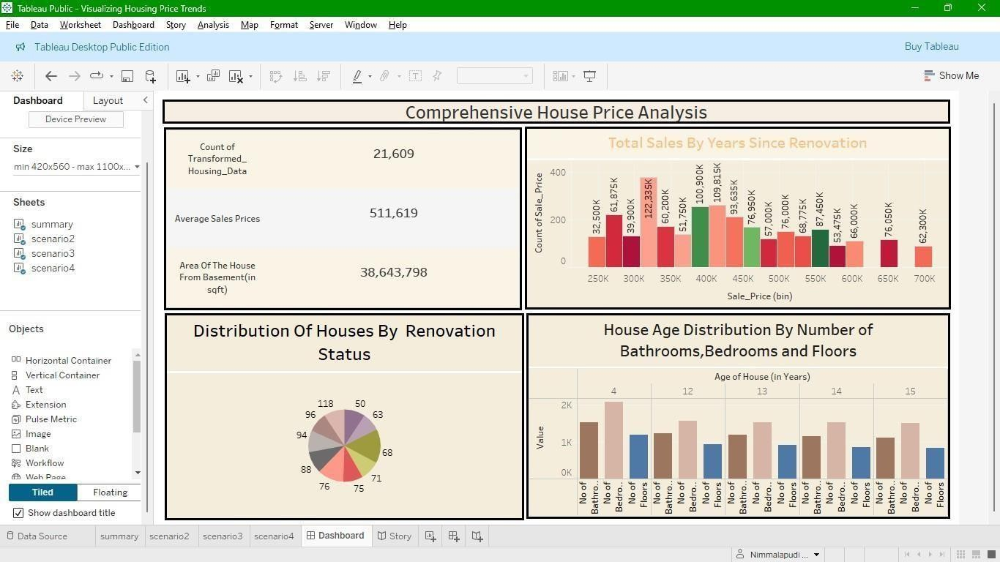 Tableau Public - Visualizing Housing Price Trends
File Data Worksheet Dashboard Story Analysis Map Format Server Window Help
Tableau Desktop Public Edition
Buy Tableau
Show Me
Dashboard
Layout
Device Preview
Size
min 420x560 - max 1100x...
Sheets
summary
scenario2
scenario3
scenario4
Objects
Horizontal Container
Vertical Container
Text
Extension
Pulse Metric
Image
Blank
Workflow
Web Page
Tiled
Floating
Show dashboard title
Comprehensive House Price Analysis
Count of
Transformed_
Housing_Data
21,609
Average Sales Prices
511,619
Area Of The House
From Basement(in
sqft)
38,643,798
Total Sales By Years Since Renovation
Count of Sale_Price
400
200
0
32,500K
61,875K
39,900K
122,335K
60,200K
51,750K
100,900K
109,815K
93,635K
76,950K
57,000K
76,000K
68,775K
87,450K
53,475K
66,000K
76,050K
62,300K
250K 300K 350K 400K 450K 500K 550K 600K 650K 700K
Sale_Price (bin)
Distribution Of Houses By Renovation
Status
118
50
96
63
94
68
88
71
76
75
House Age Distribution By Number of
Bathrooms,Bedrooms and Floors
Age of House (in Years)
4 12 13 14 15
Value
2K
1K
0K
No of
Bathro..
No of
Bedro..
No of
Floors
No of
Bathro..
No of
Bedro..
No of
Floors
No of
Bathro..
No of
Bedro..
No of
Floors
No of
Bathro..
No of
Bedro..
No of
Floors
No of
Bathro..
No of
Bedro..
No of
Floors
Data Source
summary
scenario2
scenario3
scenario4
Dashboard
Story
Nimmalapudi ...